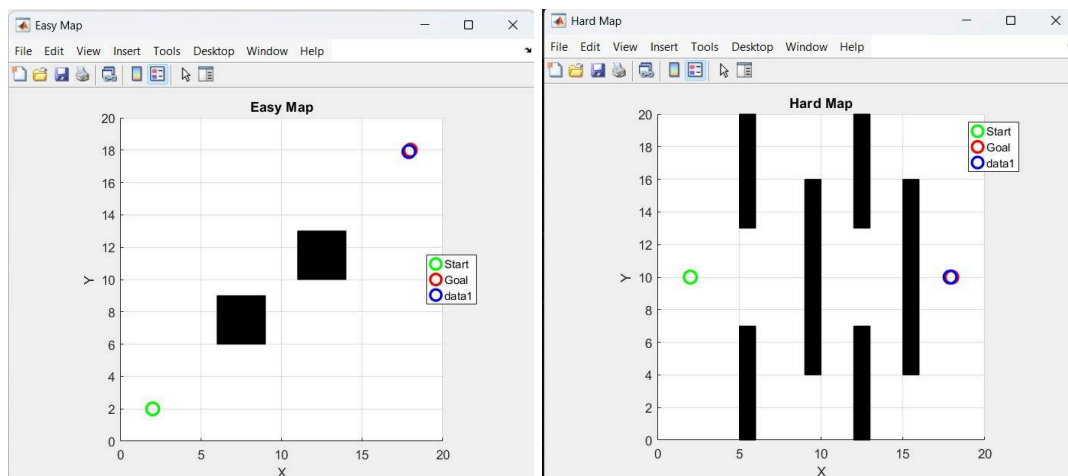 Easy Map
File Edit View Insert Tools Desktop Window Help
Easy Map
20
18
16
14
12
10
8
6
4
2
0
Y
0 5 10 15 20
X
Start
Goal
data1
Hard Map
File Edit View Insert Tools Desktop Window Help
Hard Map
20
18
16
14
12
10
8
6
4
2
0
Y
0 5 10 15 20
X
Start
Goal
data1